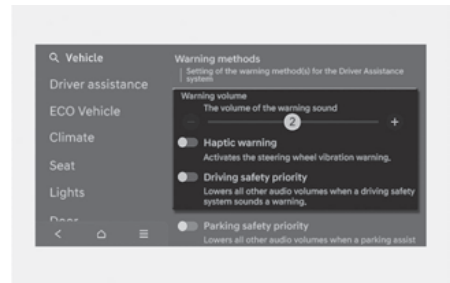 Vehicle
Driver assistance
ECO Vehicle
Climate
Seat
Lights
Door
Warning methods
Setting of the warning method(s) for the Driver Assistance
system
Warning volume
The volume of the warning sound
2
+
Haptic warning
Activates the steering wheel vibration warning.
Driving safety priority
Lowers all other audio volumes when a driving safety
system sounds a warning.
Parking safety priority
Lowers all other audio volumes when a parking assist